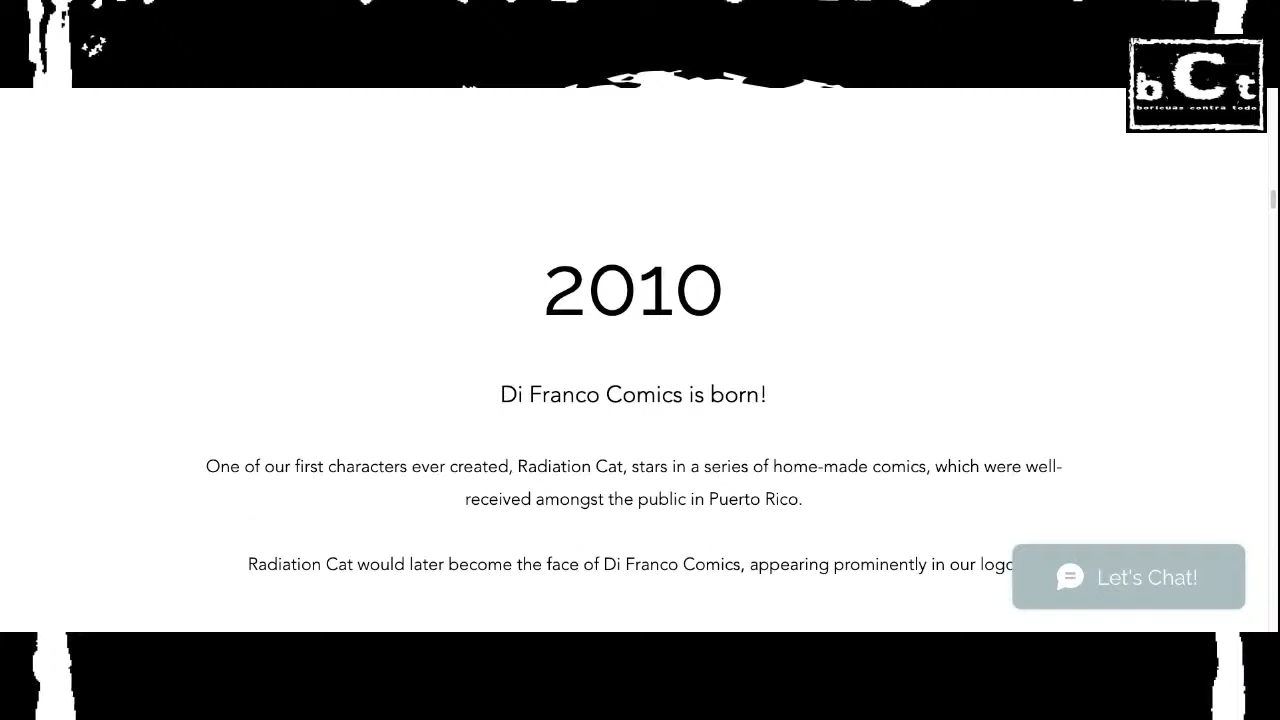 bCt
boricuas contra todo
2010
Di Franco Comics is born!
One of our first characters ever created, Radiation Cat, stars in a series of home-made comics, which were well-
received amongst the public in Puerto Rico.
Radiation Cat would later become the face of Di Franco Comics, appearing prominently in our logo
Let's Chat!